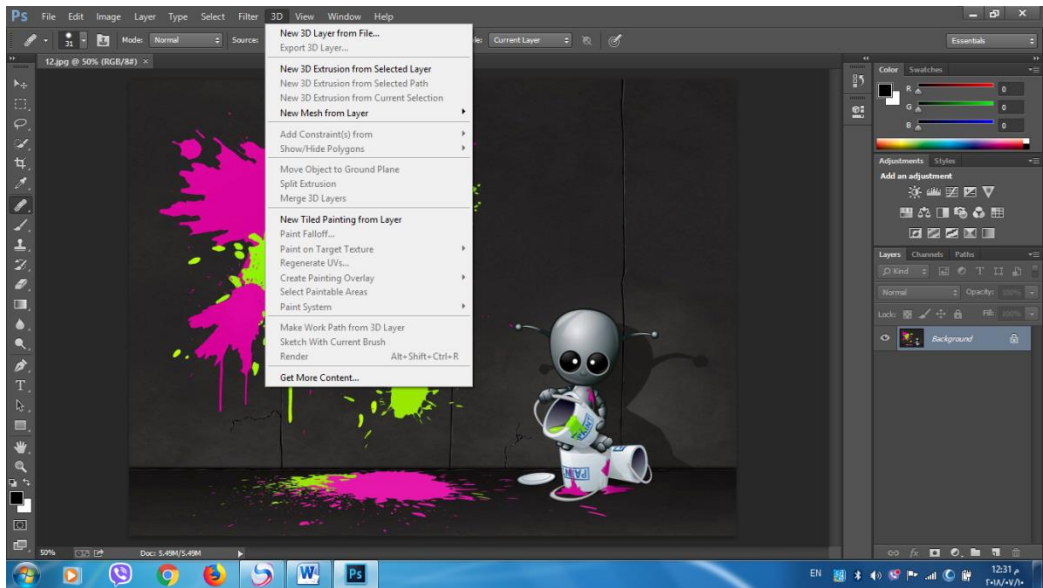 Ps File Edit Image Layer Type Select Filter 3D View Window Help
31 Mode: Normal Source: Current Layer Essentials
12.jpg @ 50% (RGB/8#) ×
New 3D Layer from File...
Export 3D Layer...
New 3D Extrusion from Selected Layer
New 3D Extrusion from Selected Path
New 3D Extrusion from Current Selection
New Mesh from Layer
Add Constraint(s) from
Show/Hide Polygons
Move Object to Ground Plane
Split Extrusion
Merge 3D Layers
New Tiled Painting from Layer
Paint Falloff...
Paint on Target Texture
Regenerate UVs...
Create Painting Overlay
Select Paintable Areas
Paint System
Make Work Path from 3D Layer
Sketch With Current Brush
Render Alt+Shift+Ctrl+R
Get More Content...
Color Swatches
R 0
G 0
B 0
Adjustments Styles
Add an adjustment
Layers Channels Paths
Kind
Normal Opacity: 100%
Lock: Fill: 100%
Background
PAINT
50% Doc: 5.49M/5.49M
EN 12:31 م
٢٠١٨/٠٧/١٠